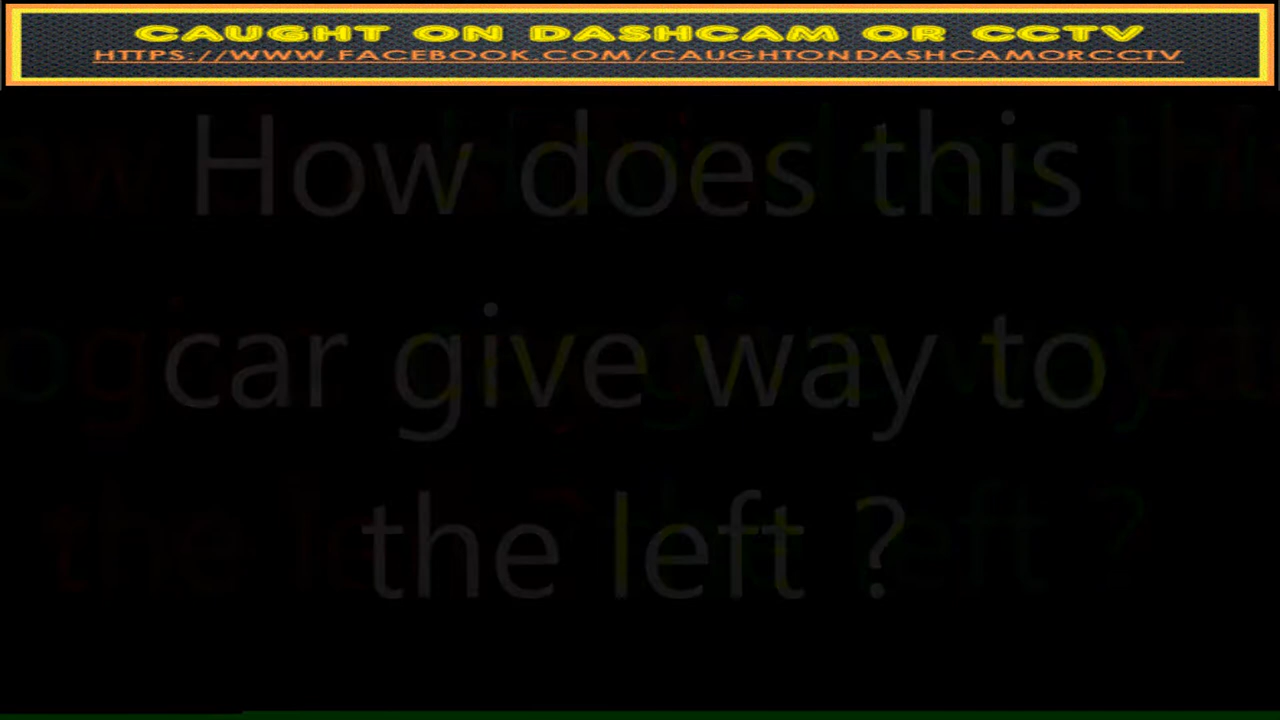 CAUGHT ON DASHCAM OR CCTV
HTTPS://WWW.FACEBOOK.COM/CAUGHTONDASHCAMORCCTV
How does this
car give way to
the left ?